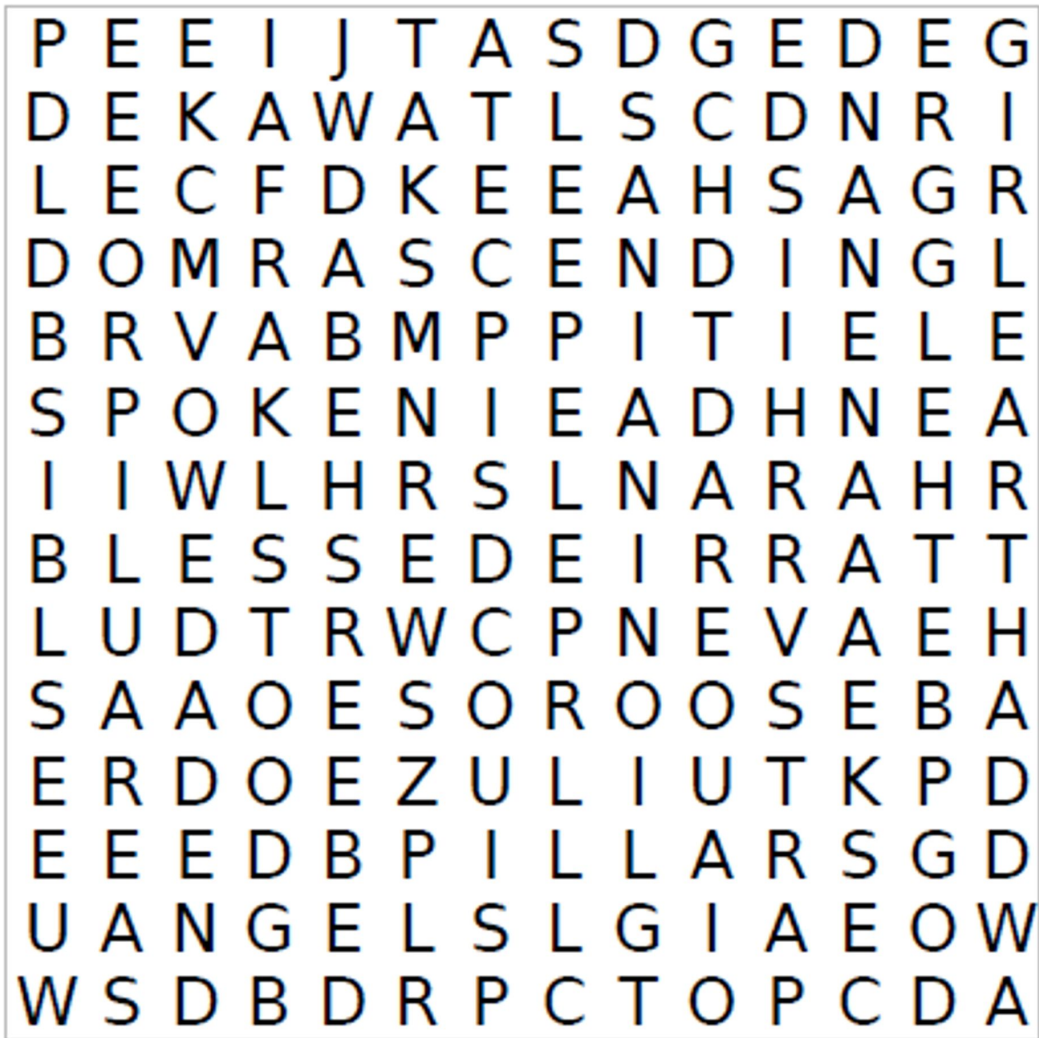 P E E I J T A S D G E D E G
D E K A W A T L S C D N R I
L E C F D K E E A H S A G R
D O M R A S C E N D I N G L
B R V A B M P P I T I E L E
S P O K E N I E A D H N E A
I I W L H R S L N A R A H R
B L E S S E D E I R R A T T
L U D T R W C P N E V A E H
S A A O E S O R O O S E B A
E R D O E Z U L I U T K P D
E E E D B P I L L A R S G D
U A N G E L S L G I A E O W
W S D B D R P C T O P C D A